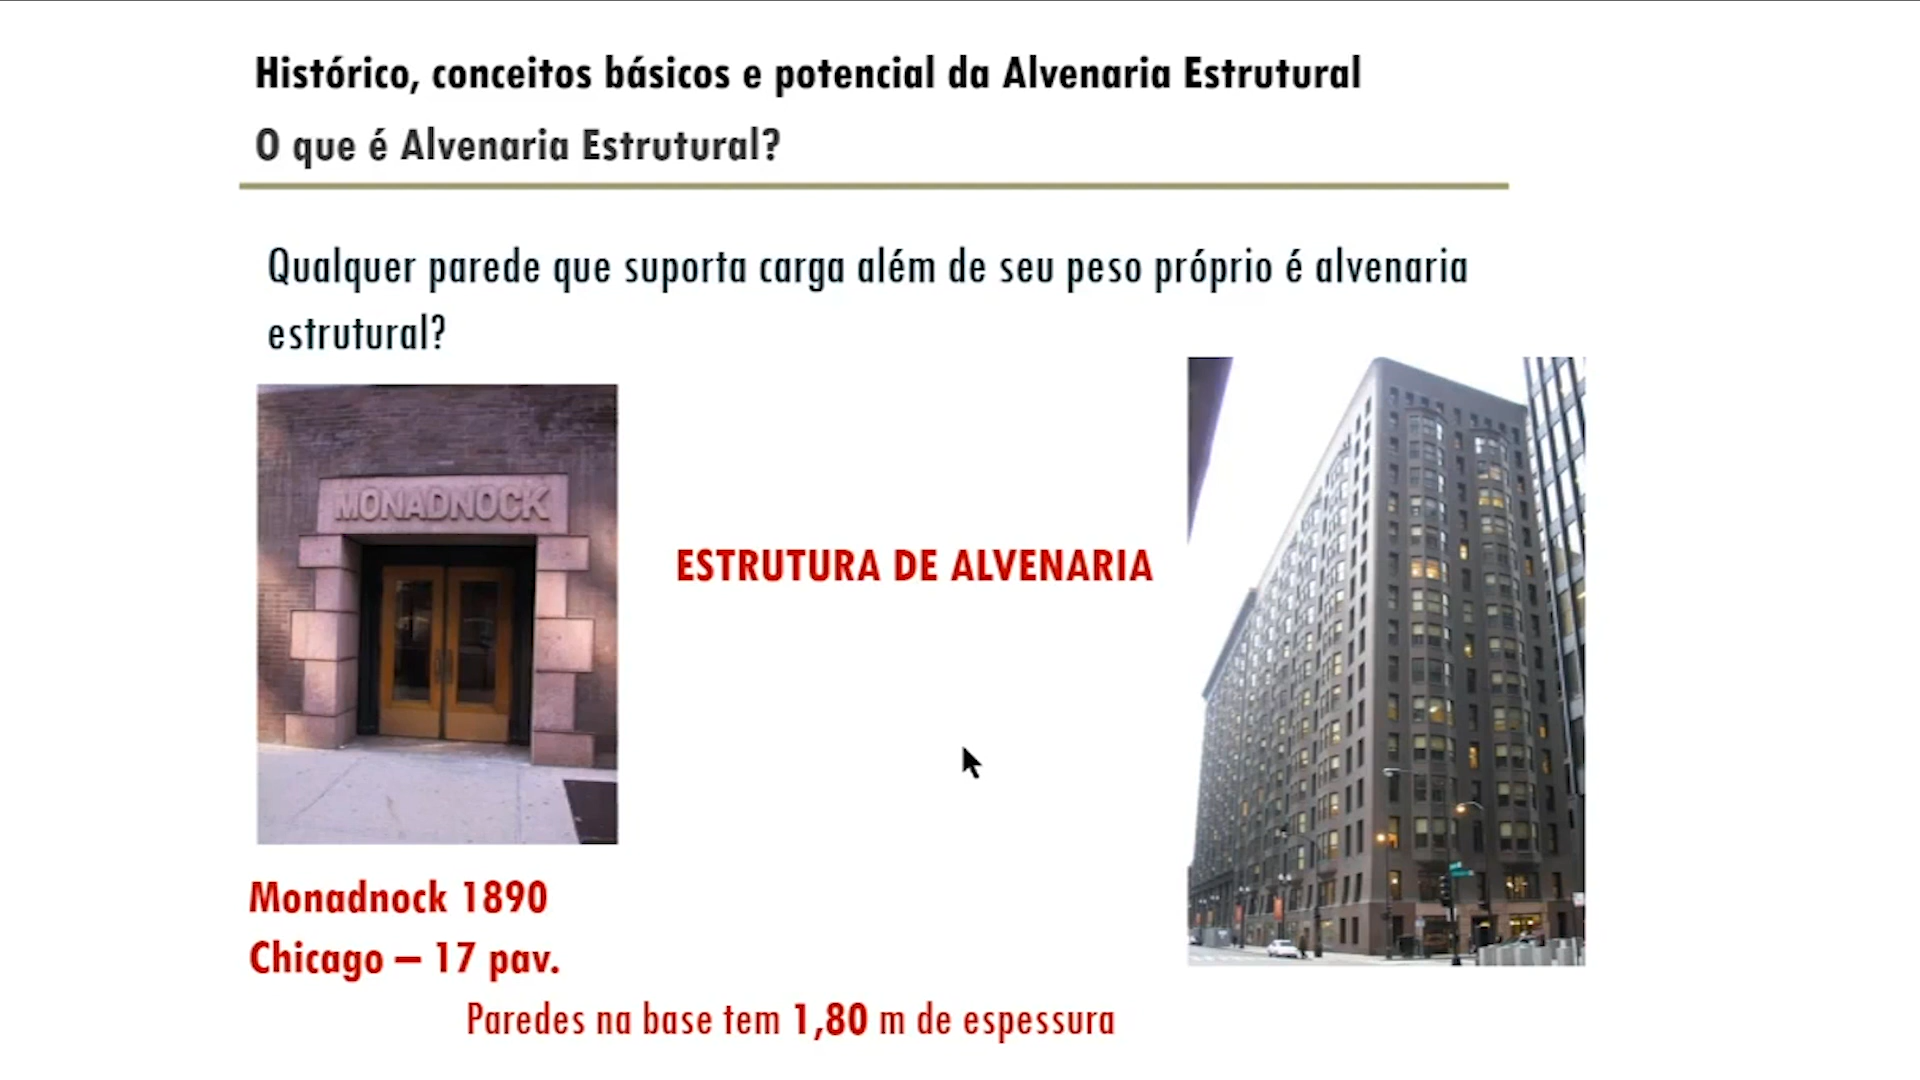 Histórico, conceitos básicos e potencial da Alvenaria Estrutural
O que é Alvenaria Estrutural?
Qualquer parede que suporta carga além de seu peso próprio é alvenaria
estrutural?
MONADNOCK
ESTRUTURA DE ALVENARIA
Monadnock 1890
Chicago – 17 pav.
Paredes na base tem 1,80 m de espessura